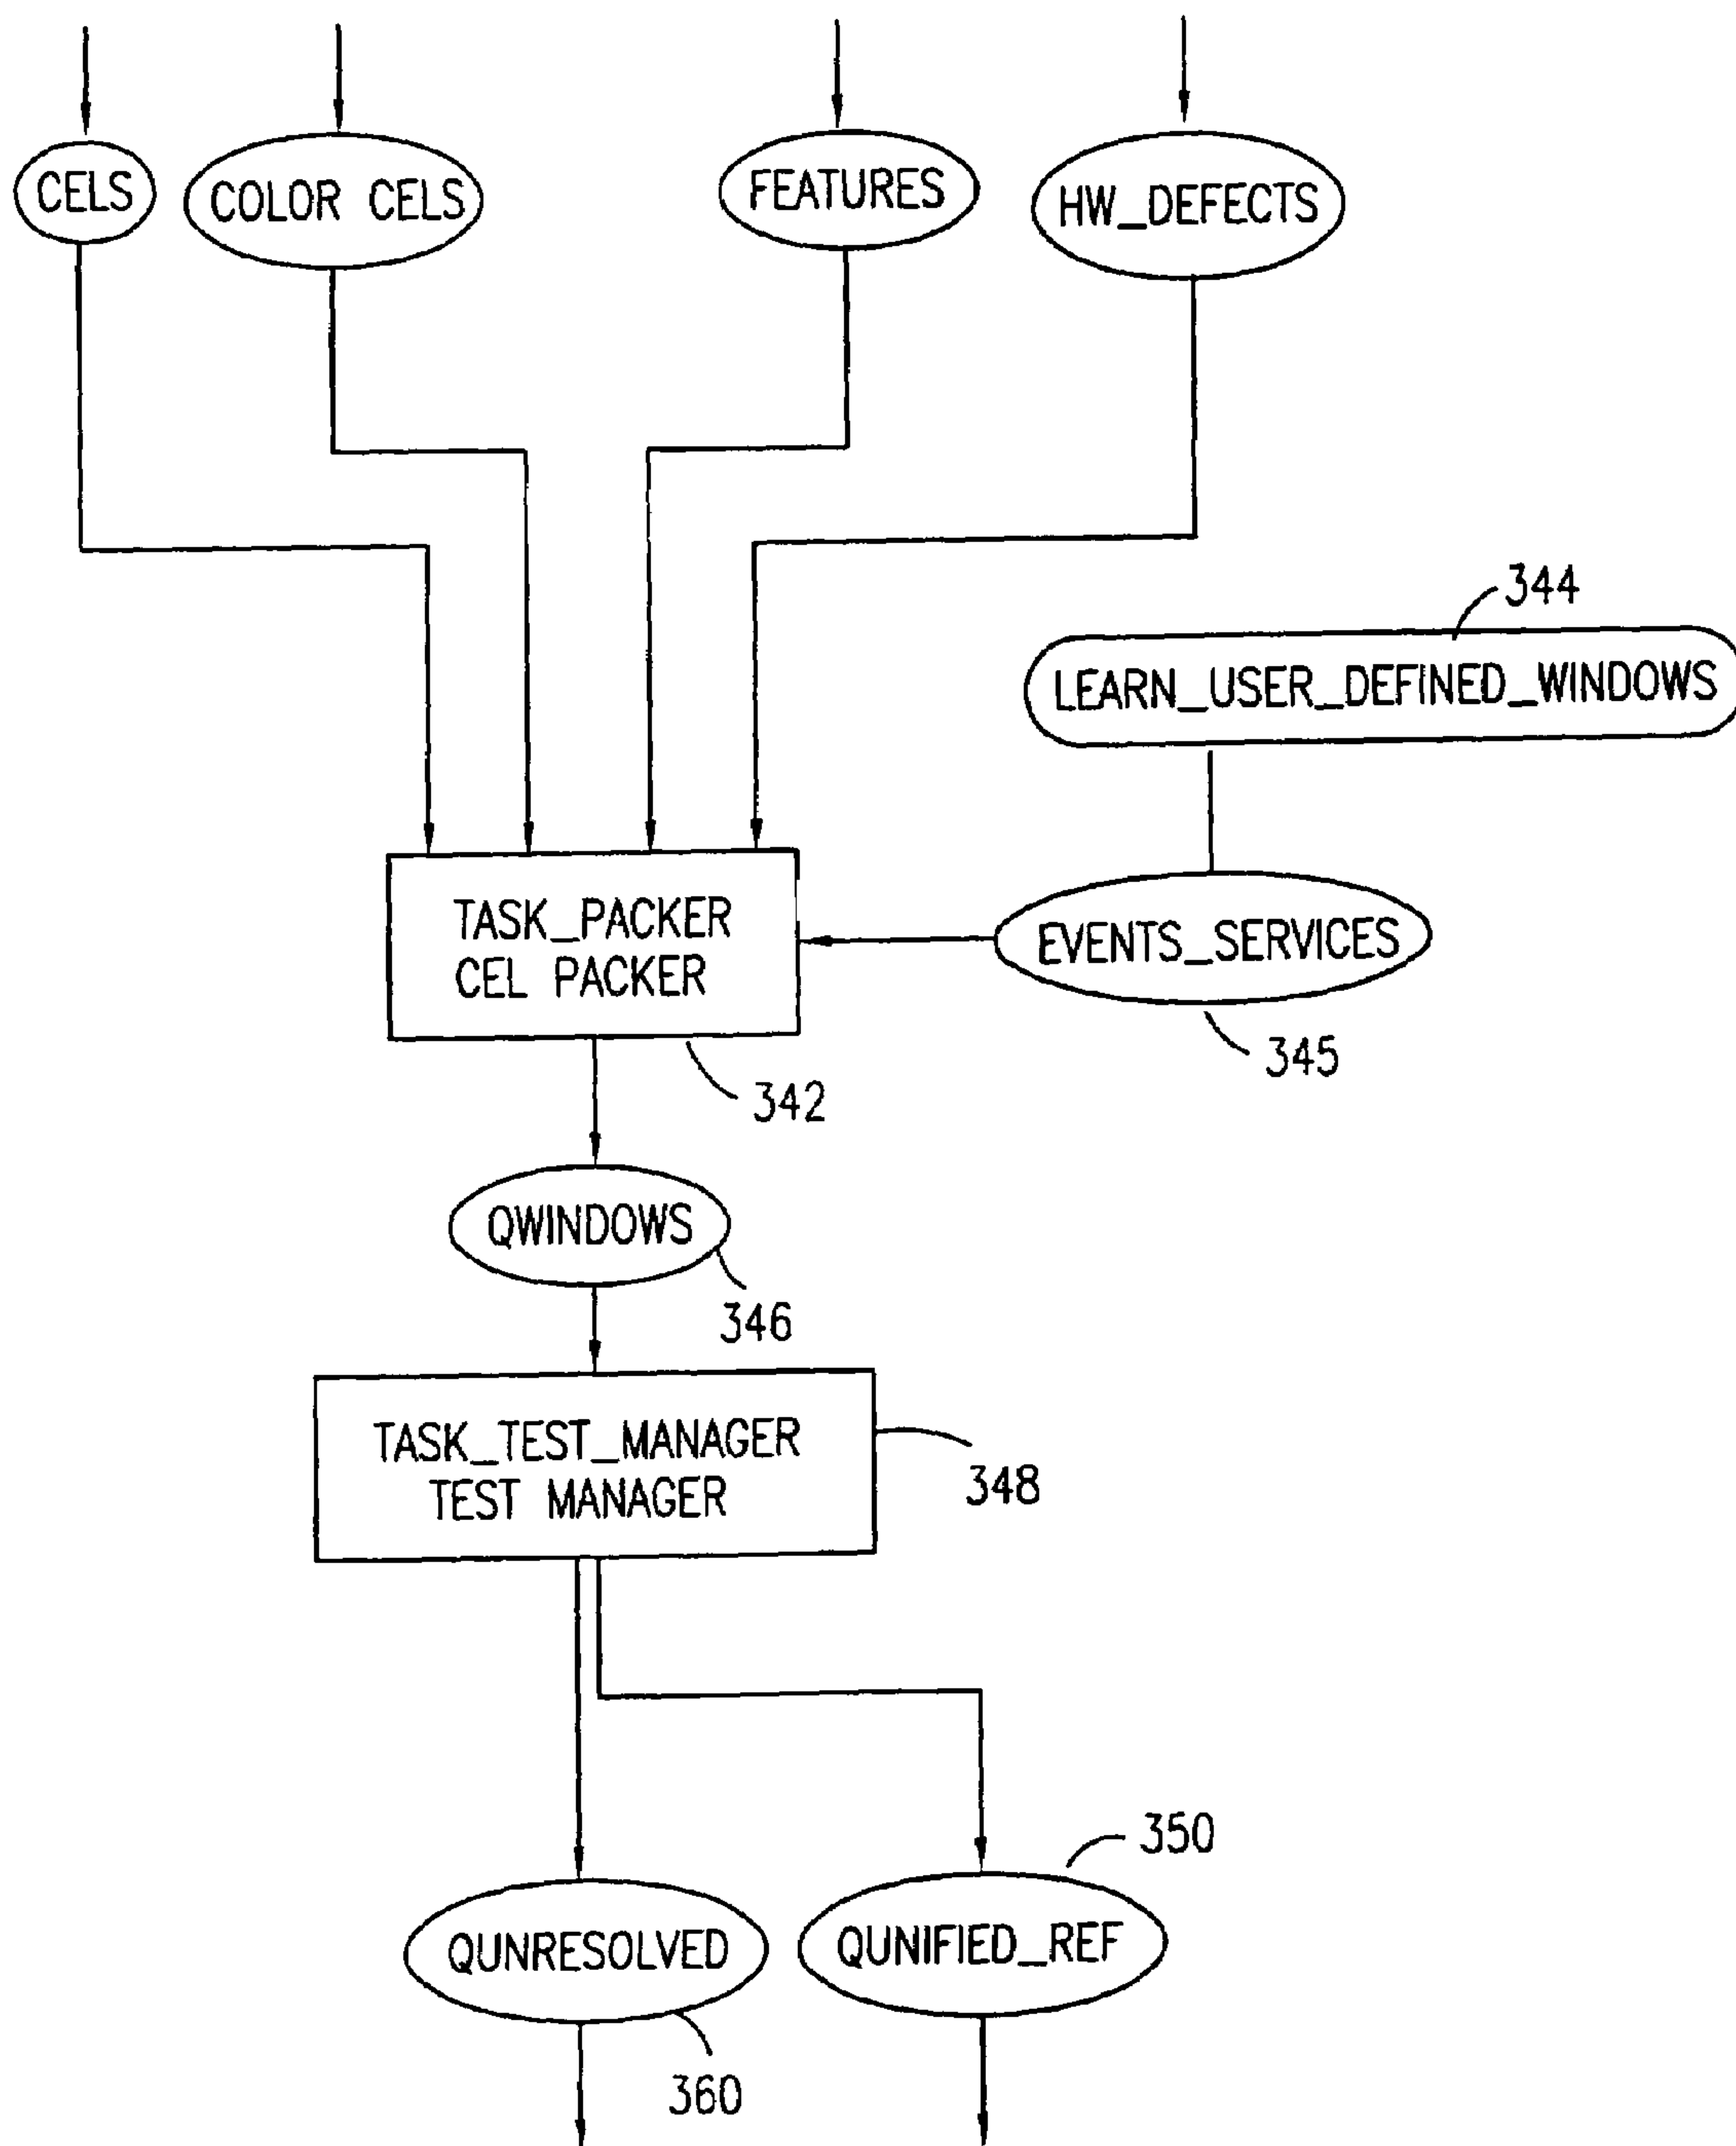 CELS
COLOR CELS
FEATURES
HW_DEFECTS
344
LEARN_USER_DEFINED_WINDOWS
TASK_PACKER
CEL PACKER
EVENTS_SERVICES
345
342
QWINDOWS
346
TASK_TEST_MANAGER
TEST MANAGER
348
350
QUNRESOLVED
QUNIFIED_REF
360